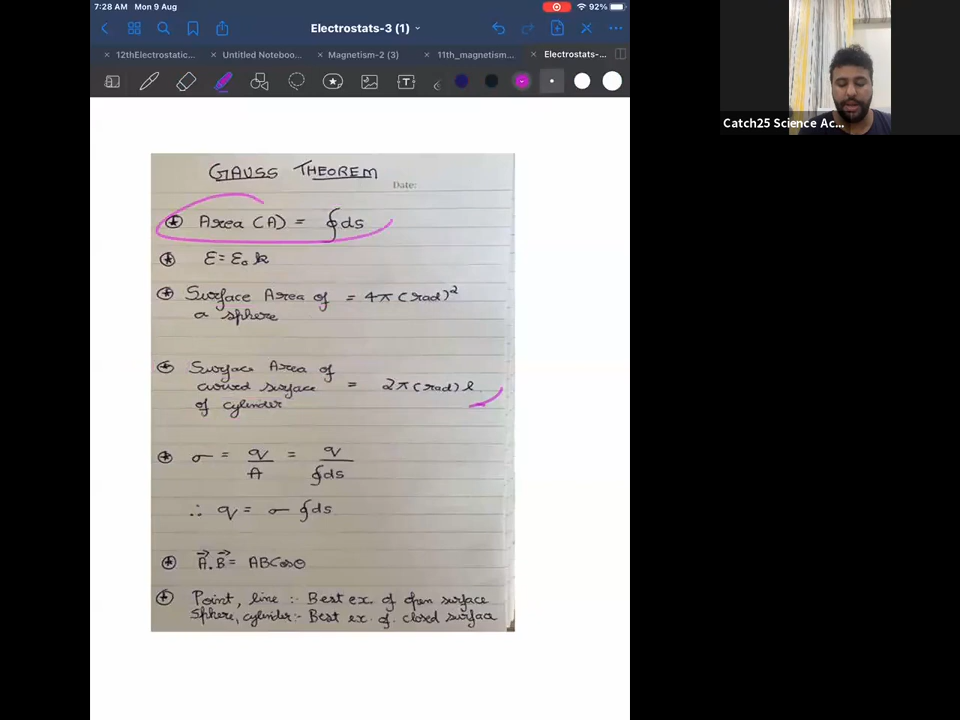 7:28 AM Mon 9 Aug
92%
Electrostats-3 (1)
12thElectrostatic...
Untitled Noteboo...
Magnetism-2 (3)
11th_magnetism...
Electrostats-...
Catch25 Science Ac...
GAUSS THEOREM
Date:
Area (A) = ∮ds
ε = ε₀ k
Surface Area of = 4π (rad)²
a sphere
Surface Area of
curved surface = 2π (rad) l
of cylinder
σ = q/A = q/∮ds
∴ q = σ ∮ds
A⃗.B⃗ = ABCosθ
Point, line :- Best ex. of open surface
Sphere, cylinder:- Best ex. of closed surface